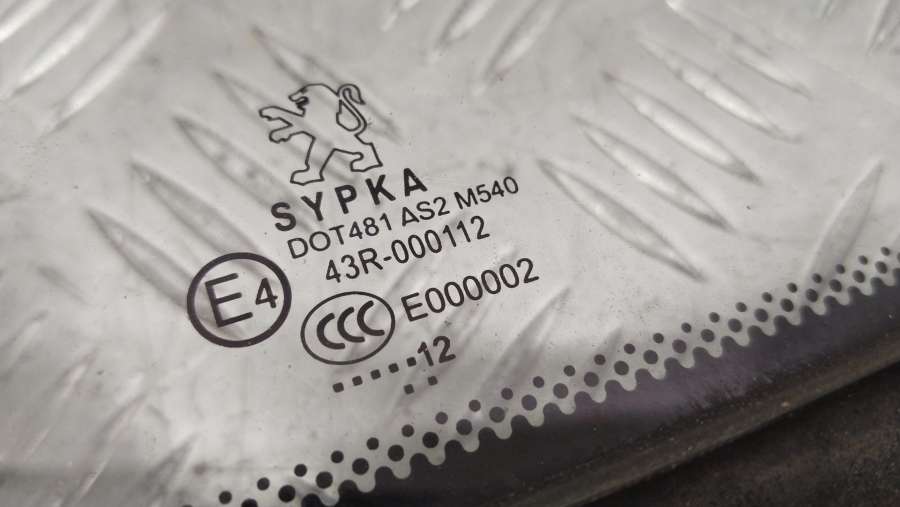 SYPKA
DOT481 AS2 M540
43R-000112
E4
CCC E000002
.....12
..